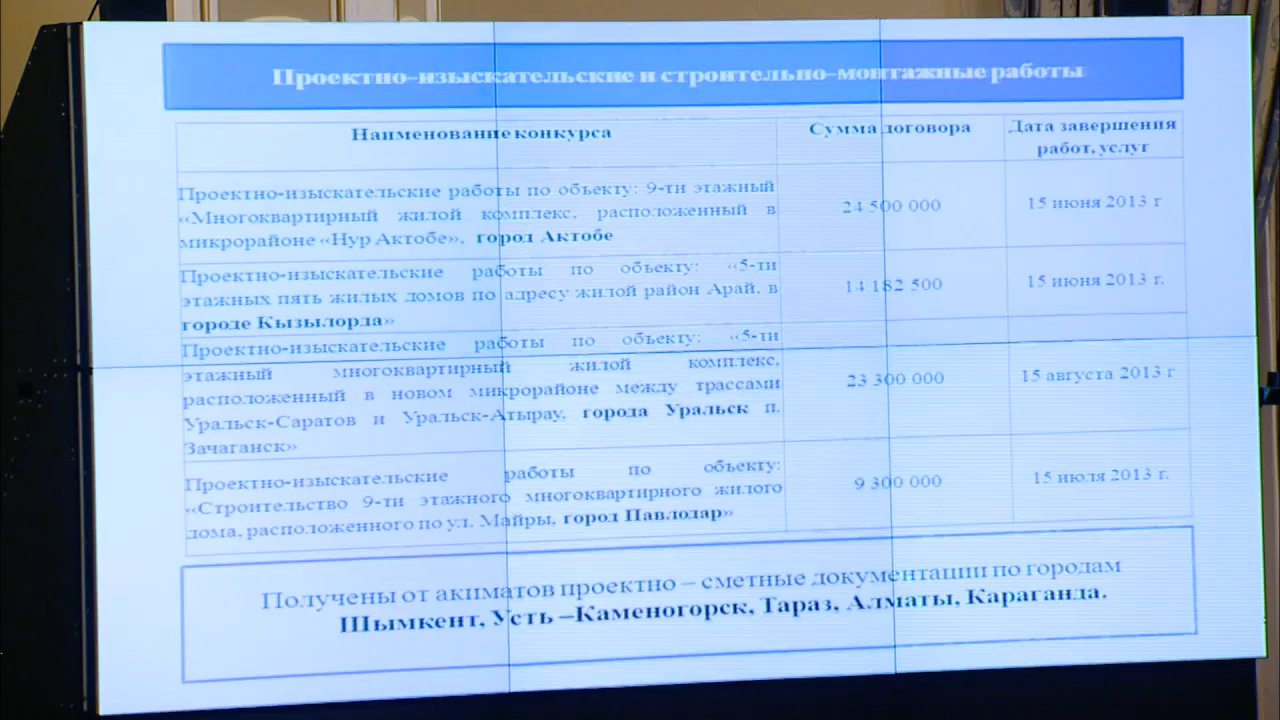 Проектно-изыскательские и строительно-монтажные работы
Наименование конкурса
Сумма договора
Дата завершения
работ, услуг
Проектно-изыскательские работы по объекту: 9-ти этажный
«Многоквартирный жилой комплекс, расположенный в
микрорайоне «Нур Актобе», город Актобе
24 500 000
15 июня 2013 г
Проектно-изыскательские работы по объекту: «5-ти
этажных пять жилых домов по адресу жилой район Арай, в
городе Кызылорда»
14 182 500
15 июня 2013 г.
Проектно-изыскательские работы по объекту: «5-ти
этажный многоквартирный жилой комплекс,
расположенный в новом микрорайоне между трассами
Уральск-Саратов и Уральск-Атырау, города Уральск п.
Зачаганск»
23 300 000
15 августа 2013 г
Проектно-изыскательские работы по объекту:
«Строительство 9-ти этажного многоквартирного жилого
дома, расположенного по ул. Майры, город Павлодар»
9 300 000
15 июля 2013 г.
Получены от акиматов проектно – сметные документации по городам
Шымкент, Усть –Каменогорск, Тараз, Алматы, Караганда.